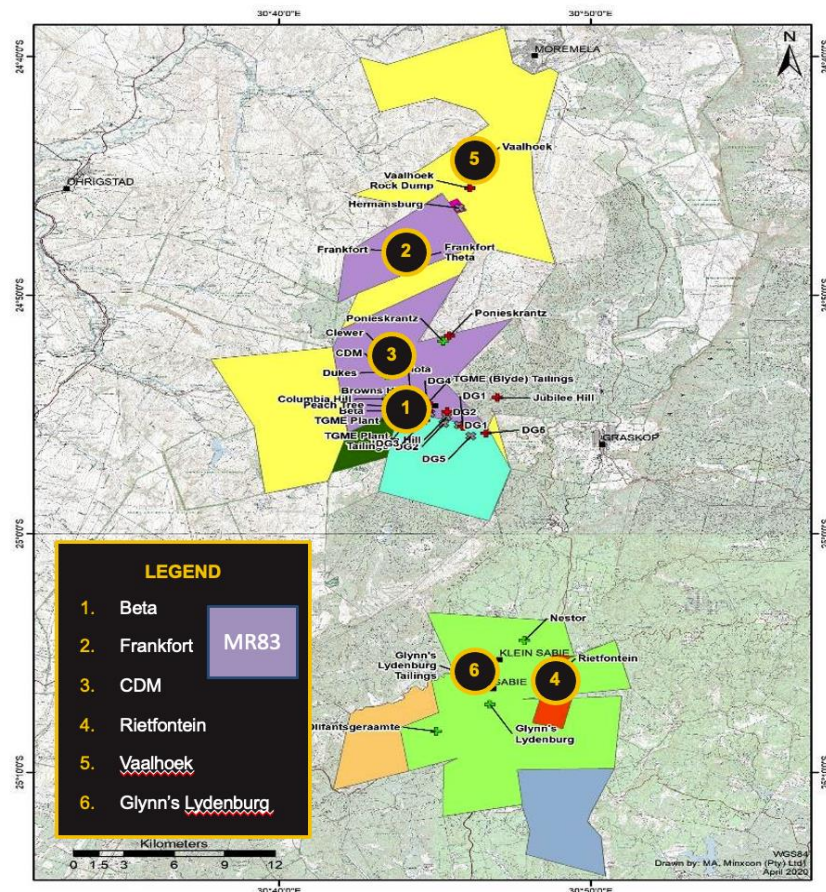 30°40'0"E
30°50'0"E
N
24°40'0"S
MOREMELA
5
Vaalhoek
OHRIGSTAD
Vaalhoek
Rock Dump
Hermansburg
Frankfort
2
Frankfort
Theta
24°50'0"S
Ponieskrantz
Ponieskrantz
Clewer
CDM
3
Dukes
DG4
TGME (Blyde) Tailings
DG1
Columbia Hill
Peach Tree
1
Jubilee Hill
Beta
DG2
TGME Plant
DG1
DG6
TGME Plant
Tailings
DG3
Hill
DG2
DG5
GRASKOP
25°0'0"S
LEGEND
1. Beta
2. Frankfort
MR83
3. CDM
4. Rietfontein
5. Vaalhoek
6. Glynn's Lydenburg
Nestor
KLEIN SABIE
Rietfontein
Glynn's
Lydenburg
Tailings
6
SABIE
4
Olifantsgeraamte
Glynn's
Lydenburg
25°10'0"S
Kilometers
0 1.5 3 6 9 12
30°40'0"E
30°50'0"E
WGS84
Drawn by: MA, Minxcon (Pty) Ltd
April 2020